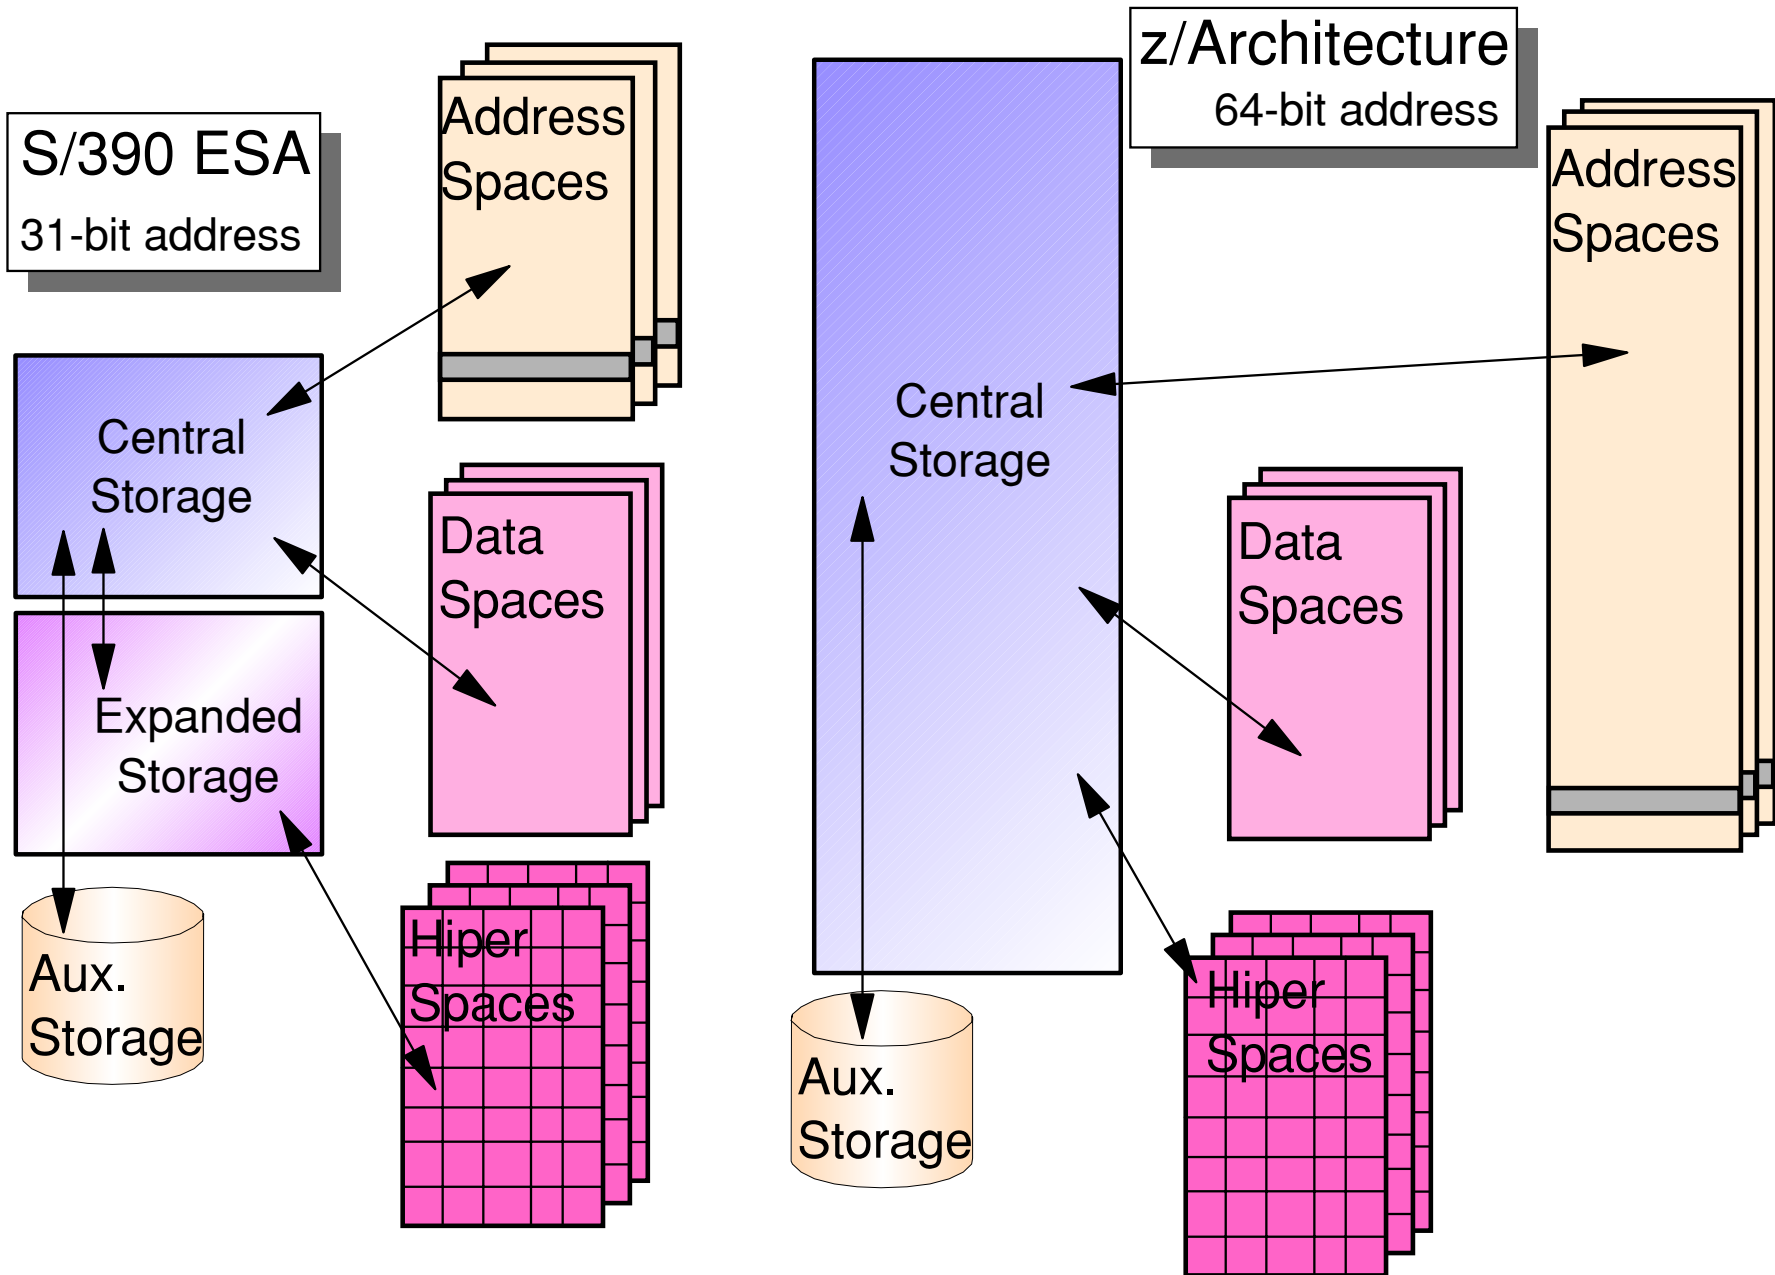 S/390 ESA
31-bit address
Address
Spaces
Central
Storage
Data
Spaces
Expanded
Storage
Hiper
Spaces
Aux.
Storage
z/Architecture
64-bit address
Address
Spaces
Central
Storage
Data
Spaces
Hiper
Spaces
Aux.
Storage